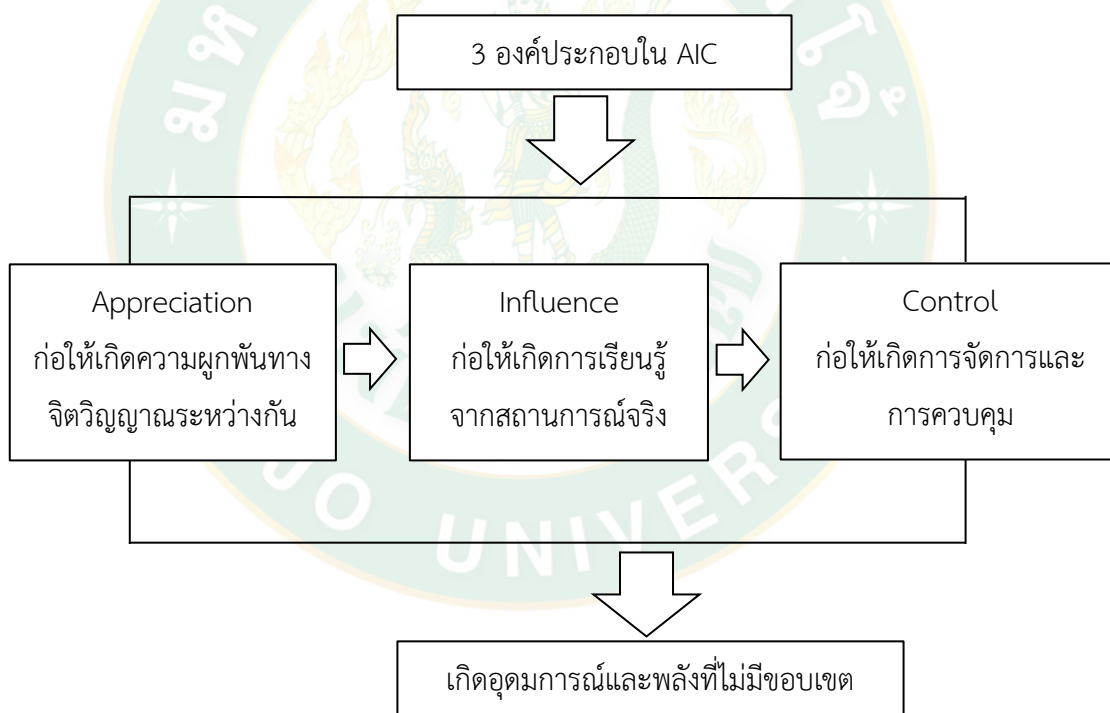 3 องค์ประกอบใน AIC
Appreciation
ก่อให้เกิดความผูกพันทาง
จิตวิญญาณระหว่างกัน
Influence
ก่อให้เกิดการเรียนรู้
จากสถานการณ์จริง
Control
ก่อให้เกิดการจัดการและ
การควบคุม
เกิดอุดมการณ์และพลังที่ไม่มีขอบเขต
JO UNIVERS